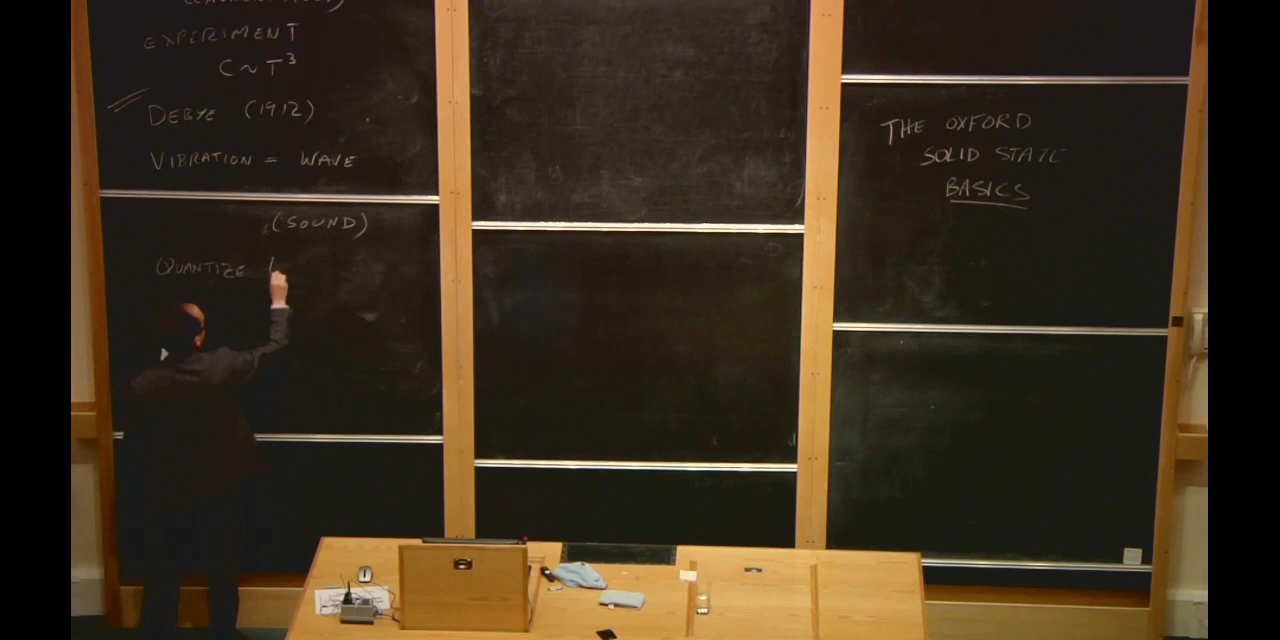 EXPERIMENT
C ~ T³
DEBYE (1912)
VIBRATION = WAVE
(SOUND)
QUANTIZE
THE OXFORD
SOLID STATE
BASICS